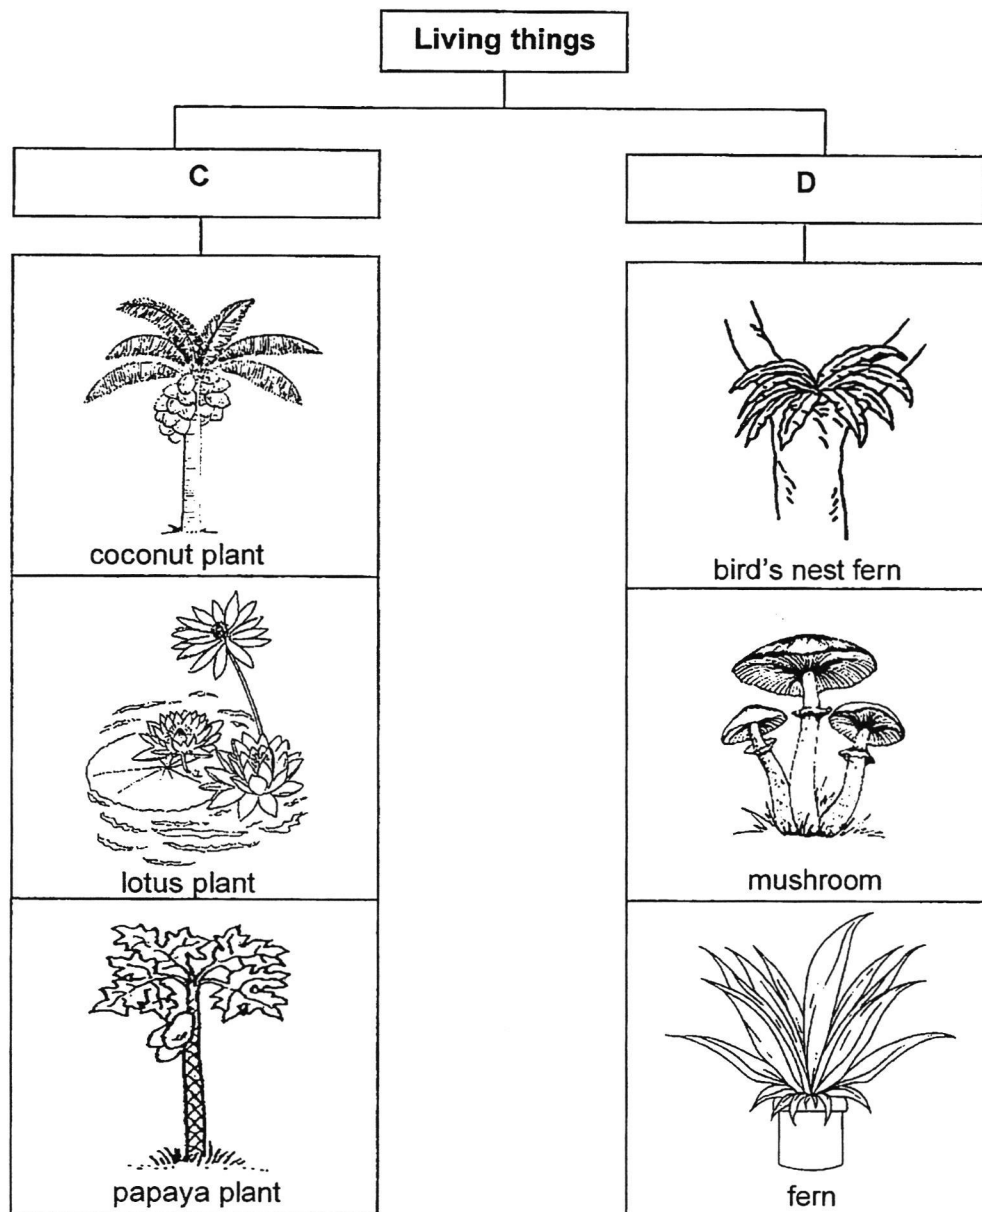 Living things
C
D
coconut plant
bird's nest fern
lotus plant
mushroom
papaya plant
fern